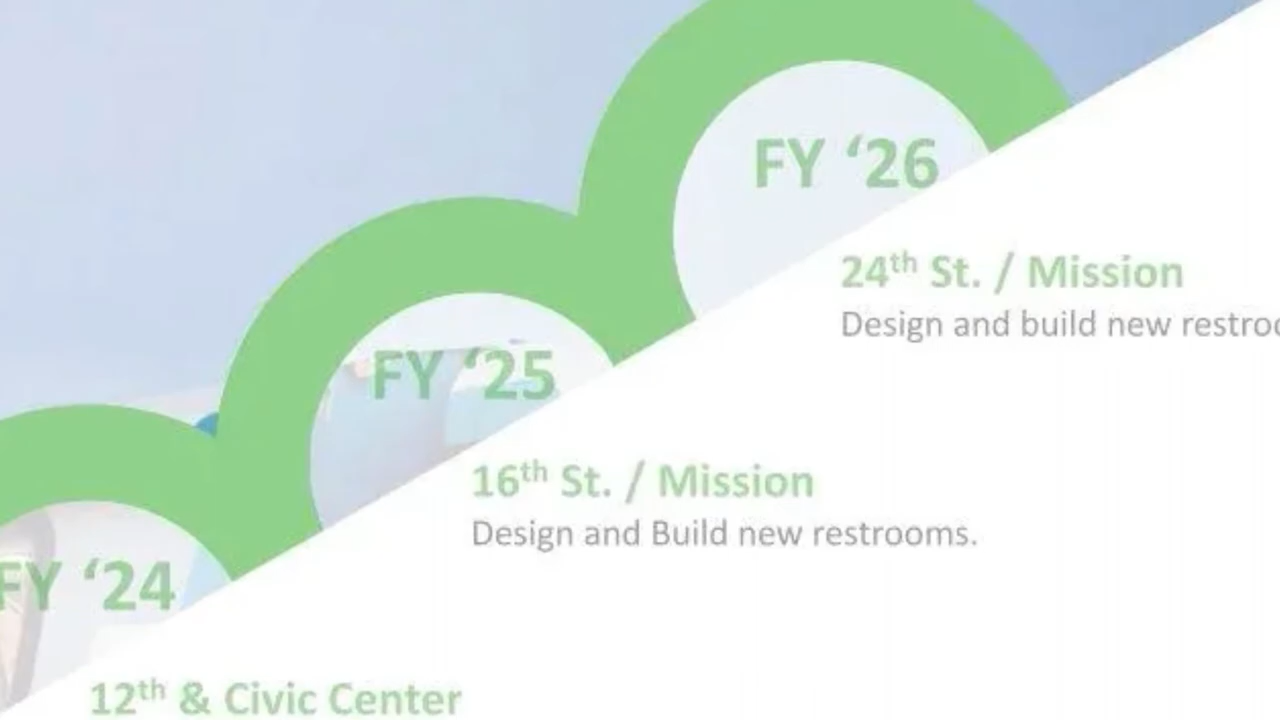 FY ‘26
24th St. / Mission
Design and build new
FY ‘25
16th St. / Mission
Design and Build new restrooms.
FY ‘24
12th & Civic Center